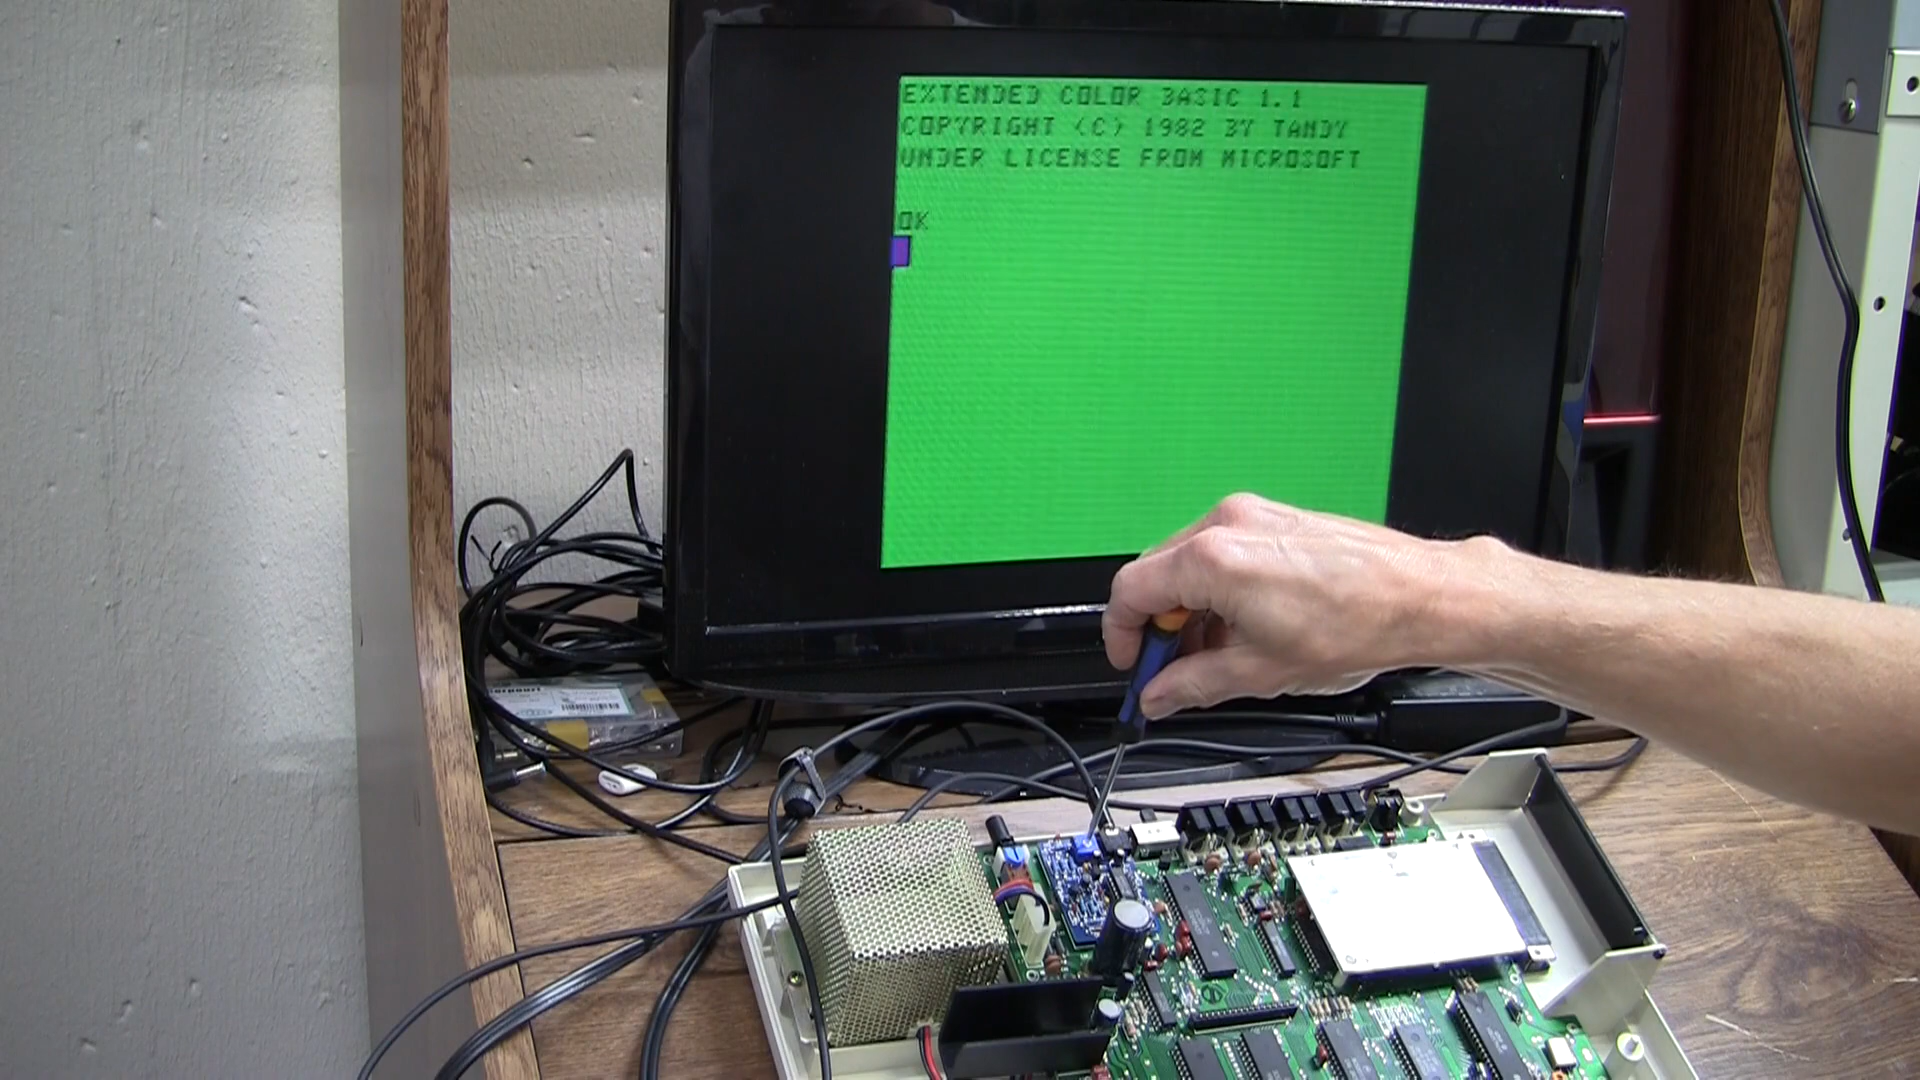 EXTENDED COLOR BASIC 1.1
COPYRIGHT (C) 1982 BY TANDY
UNDER LICENSE FROM MICROSOFT
OK